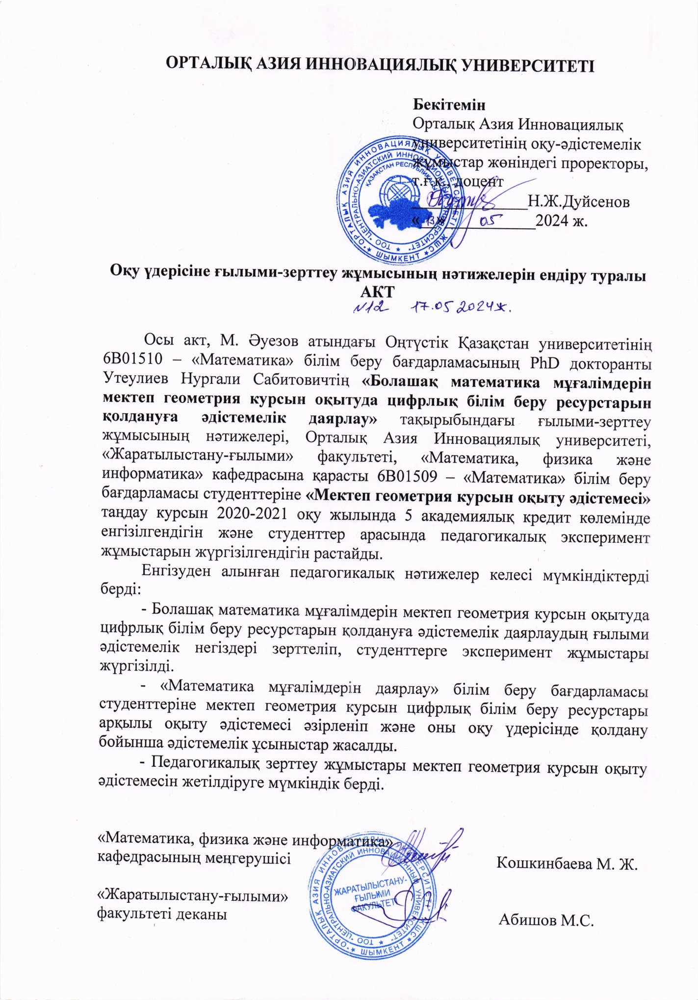 ОРТАЛЫҚ АЗИЯ ИННОВАЦИЯЛЫҚ УНИВЕРСИТЕТІ
Бекітемін
Орталық Азия Инновациялық
университетінің оқу-әдістемелік
жұмыстар жөніндегі проректоры,
т.ғ.к., доцент
Н.Ж.Дуйсенов
«13» 05 2024 ж.
"ОРТАЛЫҚ АЗИЯ ИННОВАЦИЯЛЫҚ УНИВЕРСИТЕТІ" ЖШС ★ ШЫМКЕНТ ★
ТОО "ЦЕНТРАЛЬНО-АЗИАТСКИЙ ИННОВАЦИОННЫЙ УНИВЕРСИТЕТ" ★
ҚАЗАҚСТАН РЕСПУБЛИКАСЫ
Оқу үдерісіне ғылыми-зерттеу жұмысының нәтижелерін ендіру туралы
АКТ
№12 17.05 2024ж.
Осы акт, М. Әуезов атындағы Оңтүстік Қазақстан университетінің
6В01510 – «Математика» білім беру бағдарламасының PhD докторанты
Утеулиев Нургали Сабитовичтің «Болашақ математика мұғалімдерін
мектеп геометрия курсын оқытуда цифрлық білім беру ресурстарын
қолдануға әдістемелік даярлау» тақырыбындағы ғылыми-зерттеу
жұмысының нәтижелері, Орталық Азия Инновациялық университеті,
«Жаратылыстану-ғылыми» факультеті, «Математика, физика және
информатика» кафедрасына қарасты 6В01509 – «Математика» білім беру
бағдарламасы студенттеріне «Мектеп геометрия курсын оқыту әдістемесі»
таңдау курсын 2020-2021 оқу жылында 5 академиялық кредит көлемінде
енгізілгендігін және студенттер арасында педагогикалық эксперимент
жұмыстарын жүргізілгендігін растайды.
Енгізуден алынған педагогикалық нәтижелер келесі мүмкіндіктерді
берді:
- Болашақ математика мұғалімдерін мектеп геометрия курсын оқытуда
цифрлық білім беру ресурстарын қолдануға әдістемелік даярлаудың ғылыми
әдістемелік негіздері зерттеліп, студенттерге эксперимент жұмыстары
жүргізілді.
- «Математика мұғалімдерін даярлау» білім беру бағдарламасы
студенттеріне мектеп геометрия курсын цифрлық білім беру ресурстары
арқылы оқыту әдістемесі әзірленіп және оны оқу үдерісінде қолдану
бойынша әдістемелік ұсыныстар жасалды.
- Педагогикалық зерттеу жұмыстары мектеп геометрия курсын оқыту
әдістемесін жетілдіруге мүмкіндік берді.
«Математика, физика және информатика»
кафедрасының меңгерушісі Кошкинбаева М. Ж.
«Жаратылыстану-ғылыми»
факультеті деканы Абишов М.С.
"ОРТАЛЫҚ АЗИЯ ИННОВАЦИЯЛЫҚ УНИВЕРСИТЕТІ" ЖШС ★ ШЫМКЕНТ ★
ТОО "ЦЕНТРАЛЬНО-АЗИАТСКИЙ ИННОВАЦИОННЫЙ УНИВЕРСИТЕТ" ★
ЖАРАТЫЛЫСТАНУ-
ҒЫЛЫМИ
ФАКУЛЬТЕТІ